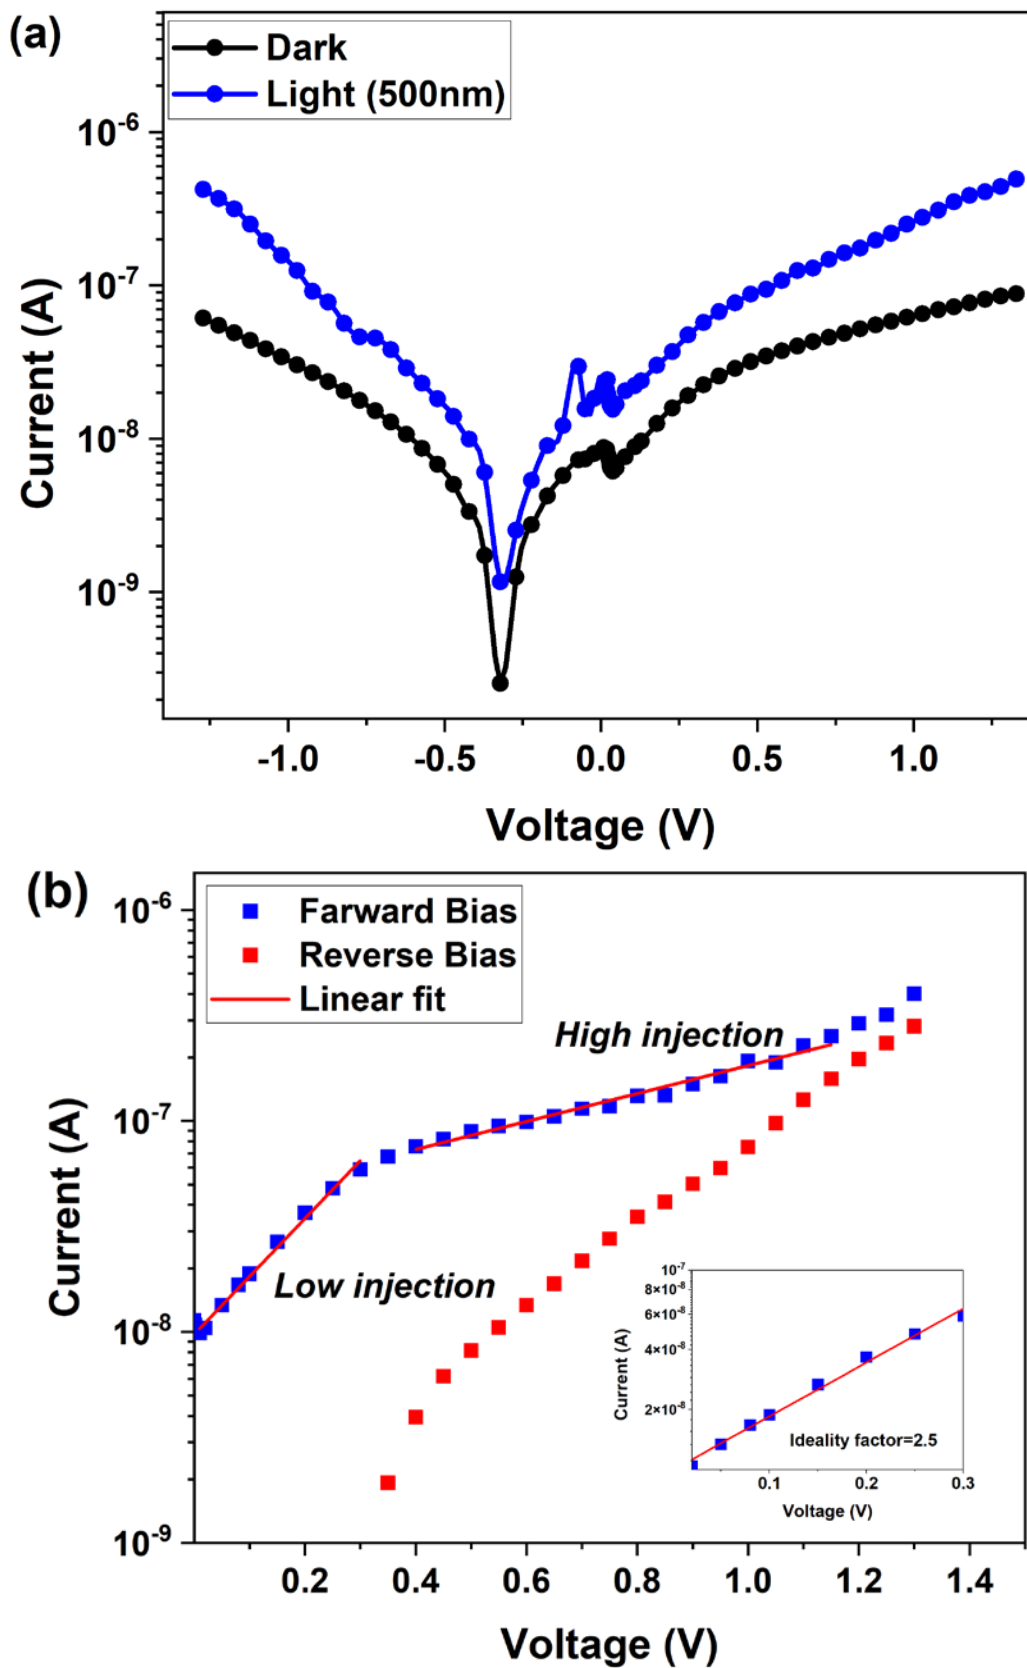 (a)
Dark
Light (500nm)
10⁻⁶
10⁻⁷
10⁻⁸
10⁻⁹
Current (A)
-1.0 -0.5 0.0 0.5 1.0
Voltage (V)
(b)
Farward Bias
Reverse Bias
Linear fit
High injection
Low injection
10⁻⁶
10⁻⁷
10⁻⁸
10⁻⁹
Current (A)
10⁻⁷
8×10⁻⁸
6×10⁻⁸
4×10⁻⁸
2×10⁻⁸
Current (A)
Ideality factor=2.5
0.1 0.2 0.3
Voltage (V)
0.2 0.4 0.6 0.8 1.0 1.2 1.4
Voltage (V)